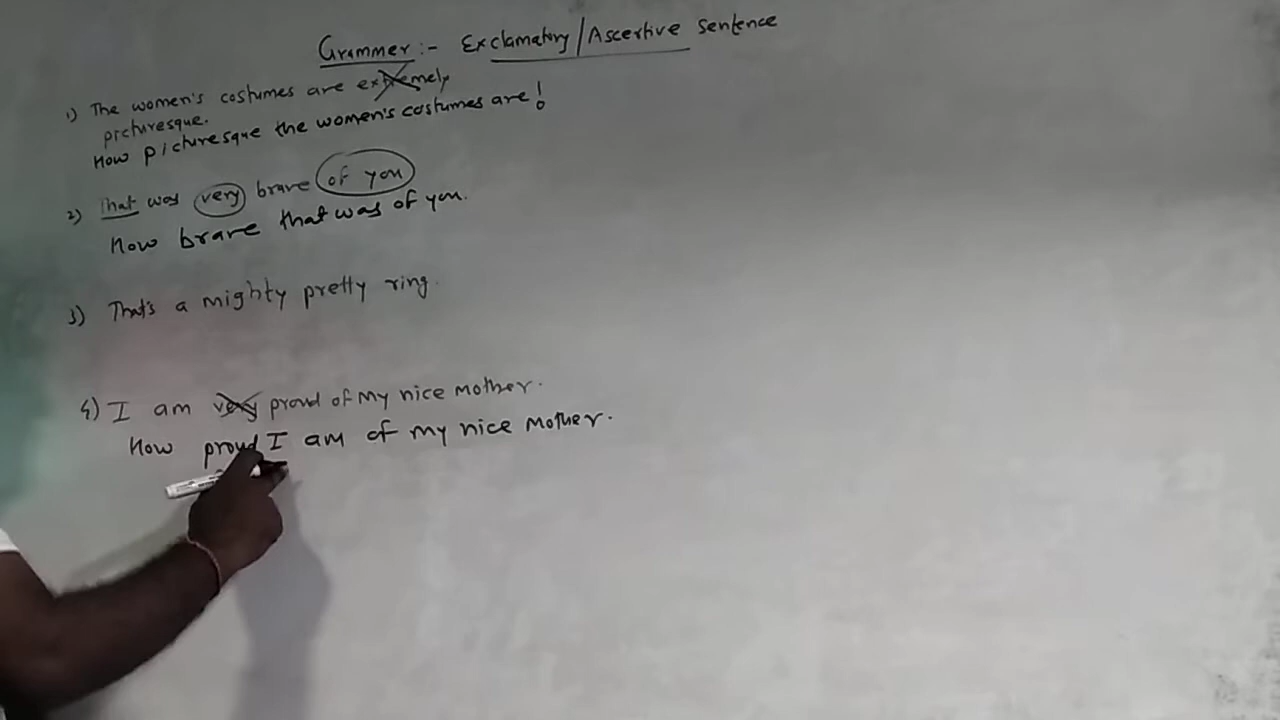 Grammer :- Exclamatory/Ascertive Sentence
1) The women's costumes are extremely
picturesque.
How picturesque the women's costumes are!
2) that was very brave of you
How brave that was of you.
3) That's a mighty pretty ring.
4) I am very proud of my nice mother.
How proud I am of my nice mother.